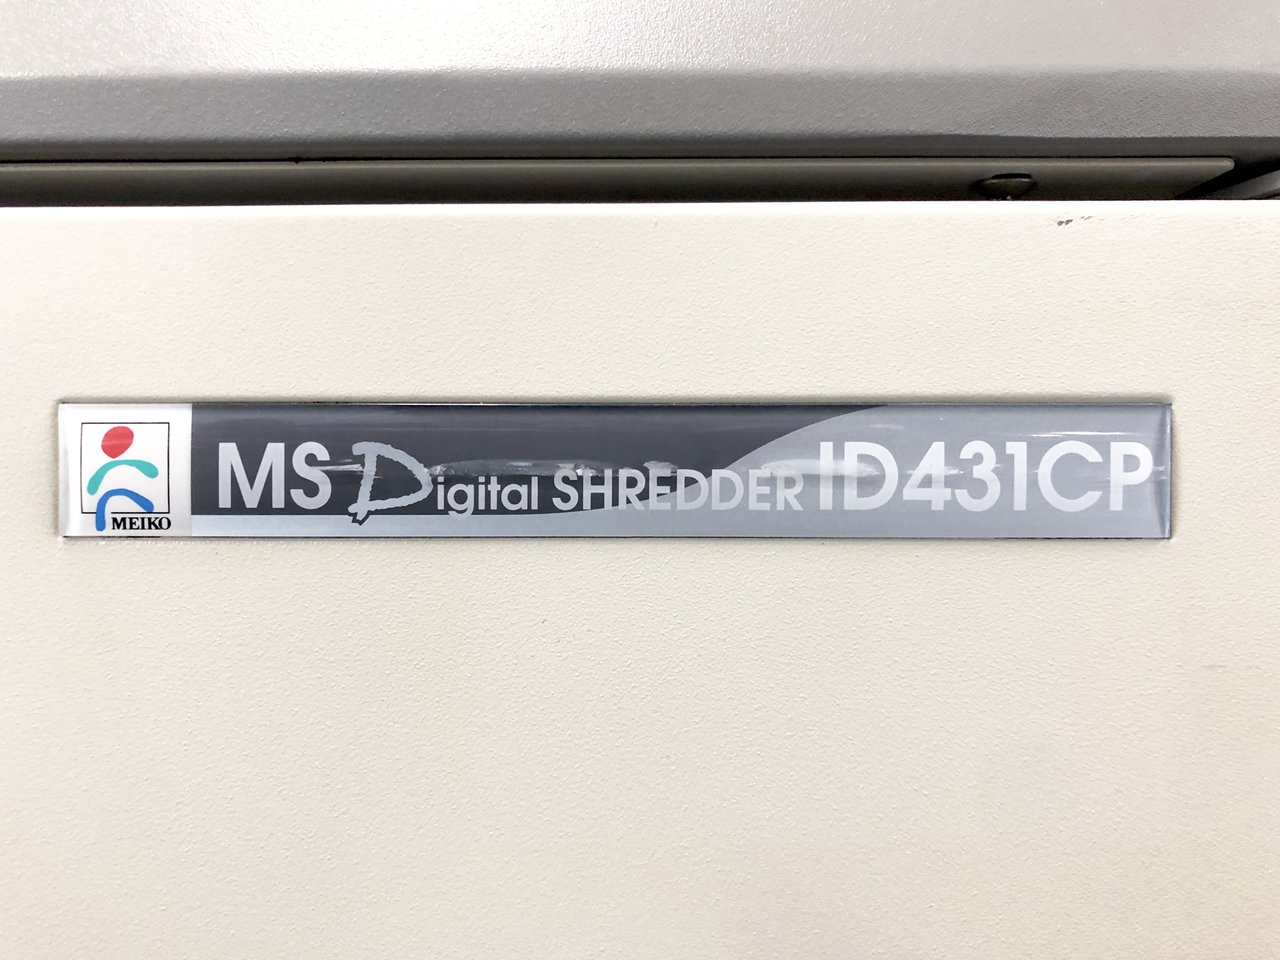 MEIKO
MS Digital SHREDDER ID431CP